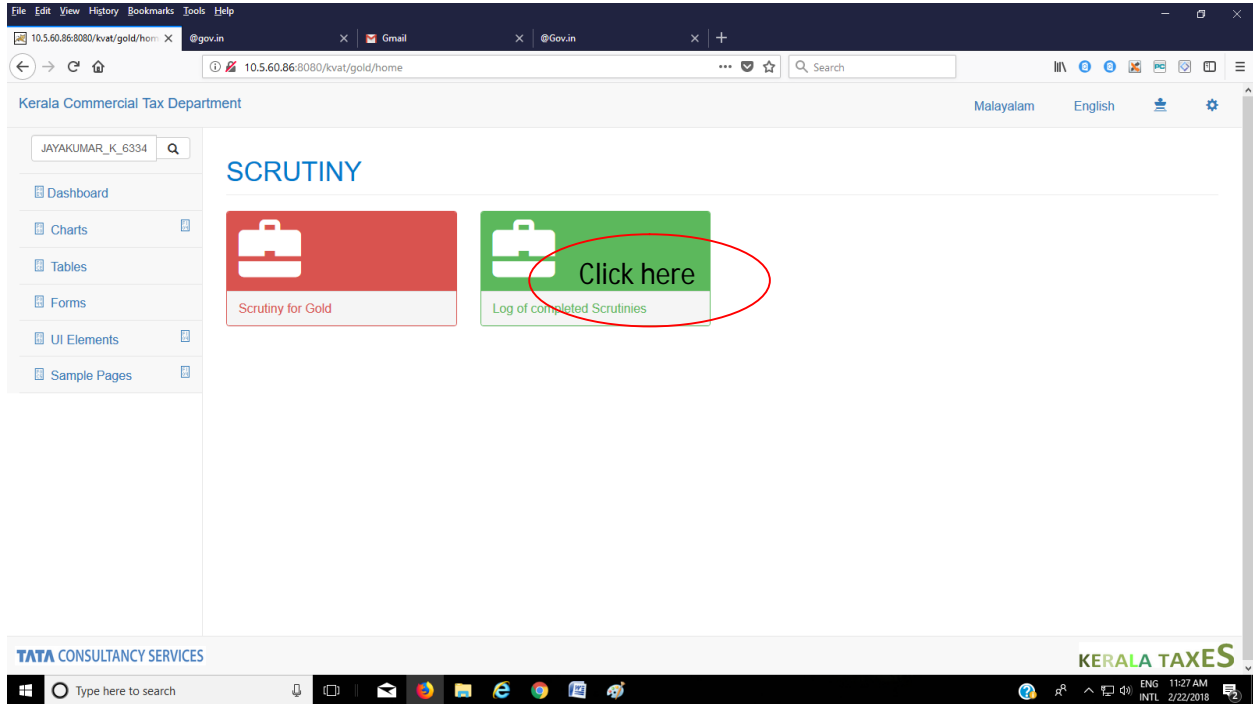 File Edit View History Bookmarks Tools Help
10.5.60.86:8080/kvat/gold/hom
@gov.in
Gmail
@Gov.in
10.5.60.86:8080/kvat/gold/home
Search
Kerala Commercial Tax Department
Malayalam English
JAYAKUMAR_K_6334
SCRUTINY
Dashboard
Charts
Tables
Forms
UI Elements
Sample Pages
Scrutiny for Gold
Click here
Log of completed Scrutinies
TATA CONSULTANCY SERVICES
KERALA TAXES
Type here to search
ENG 11:27 AM
INTL 2/22/2018
2